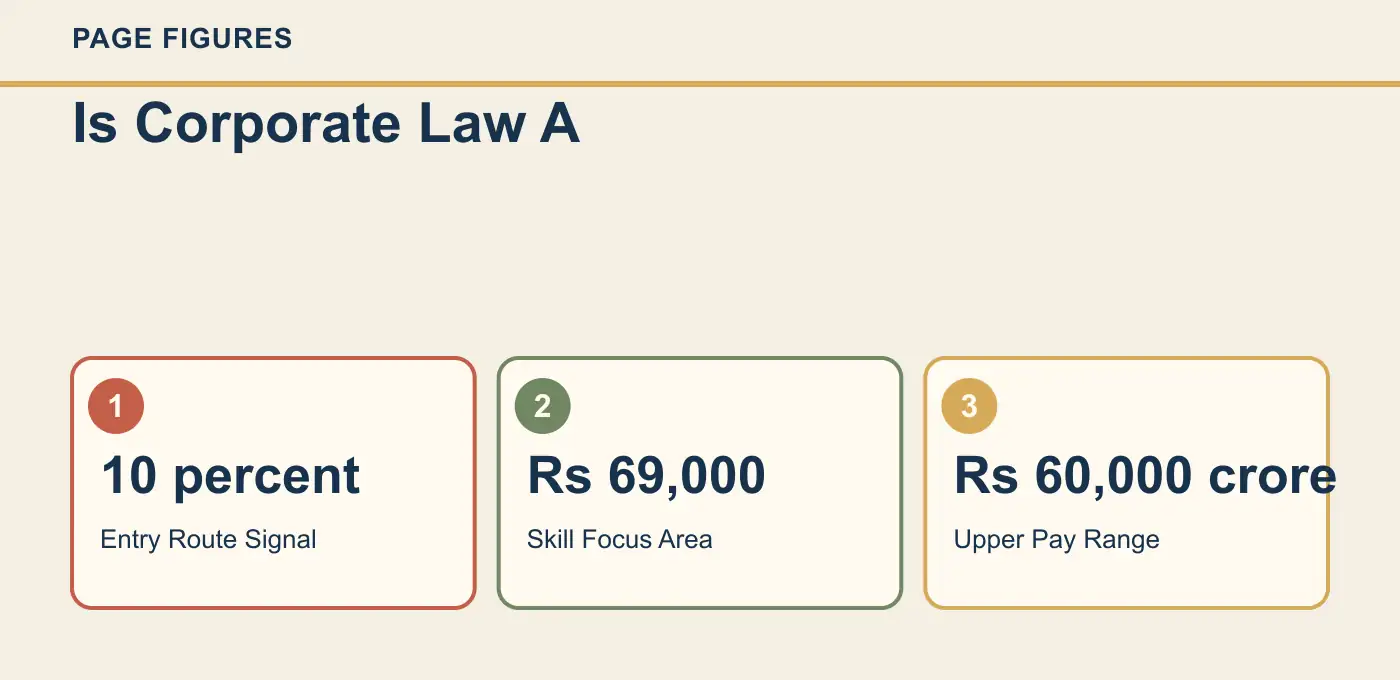 PAGE FIGURES
Is Corporate Law A
1
10 percent
Entry Route Signal
2
Rs 69,000
Skill Focus Area
3
Rs 60,000 crore
Upper Pay Range